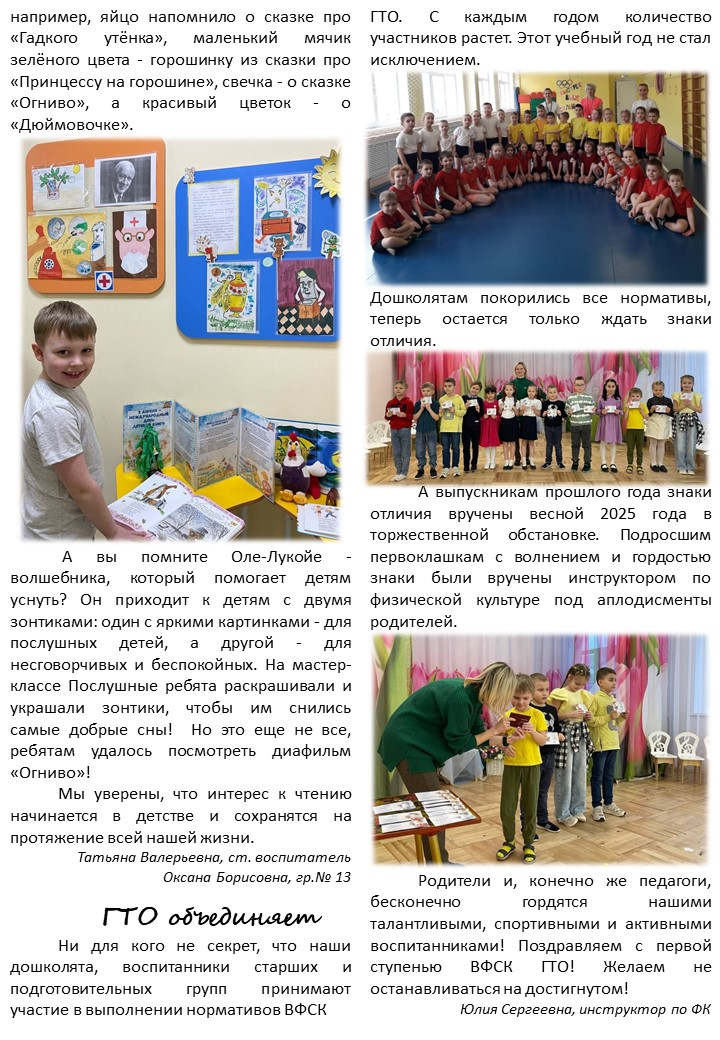 например, яйцо напомнило о сказке про
«Гадкого утёнка», маленький мячик
зелёного цвета - горошинку из сказки про
«Принцессу на горошине», свечка - о сказке
«Огниво», а красивый цветок - о
«Дюймовочке».
А вы помните Оле-Лукойе -
волшебника, который помогает детям
уснуть? Он приходит к детям с двумя
зонтиками: один с яркими картинками - для
послушных детей, а другой - для
несговорчивых и беспокойных. На мастер-
классе Послушные ребята раскрашивали и
украшали зонтики, чтобы им снились
самые добрые сны! Но это еще не все,
ребятам удалось посмотреть диафильм
«Огниво»!
Мы уверены, что интерес к чтению
начинается в детстве и сохранятся на
протяжение всей нашей жизни.
Татьяна Валерьевна, ст. воспитатель
Оксана Борисовна, гр.№ 13
ГТО объединяет
Ни для кого не секрет, что наши
дошколята, воспитанники старших и
подготовительных групп принимают
участие в выполнении нормативов ВФСК
ГТО. С каждым годом количество
участников растет. Этот учебный год не стал
исключением.
Дошколятам покорились все нормативы,
теперь остается только ждать знаки
отличия.
А выпускникам прошлого года знаки
отличия вручены весной 2025 года в
торжественной обстановке. Подросшим
первоклашкам с волнением и гордостью
знаки были вручены инструктором по
физической культуре под аплодисменты
родителей.
Родители и, конечно же педагоги,
бесконечно гордятся нашими
талантливыми, спортивными и активными
воспитанниками! Поздравляем с первой
ступенью ВФСК ГТО! Желаем не
останавливаться на достигнутом!
Юлия Сергеевна, инструктор по ФК